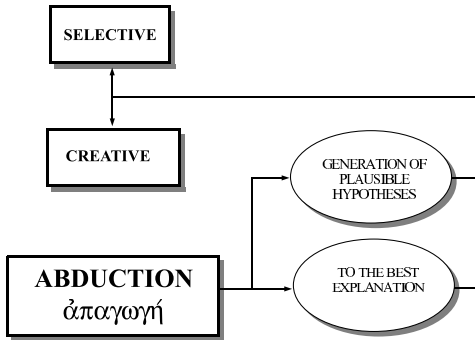 SELECTIVE
CREATIVE
GENERATION OF
PLAUSIBLE
HYPOTHESES
ABDUCTION
ἀπαγωγή
TO THE BEST
EXPLANATION